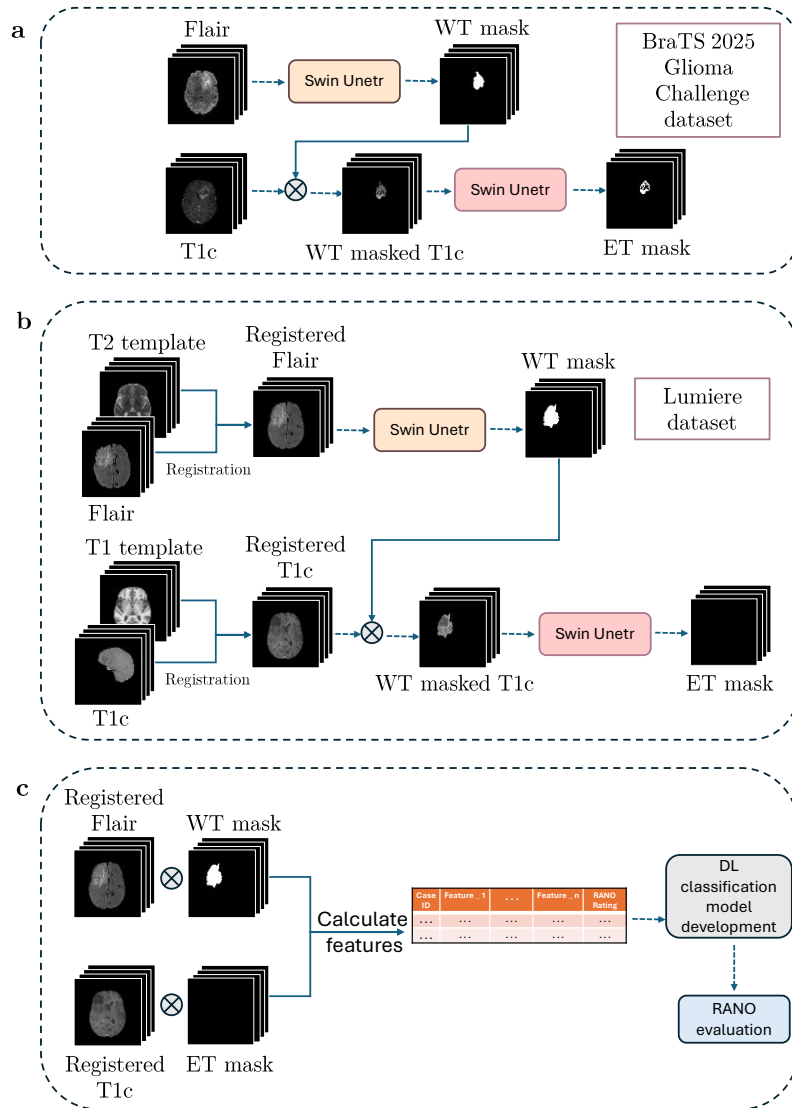 a
Flair
WT mask
BraTS 2025
Glioma
Challenge
dataset
Swin Unetr
Swin Unetr
T1c
WT masked T1c
ET mask
b
T2 template
Registered
Flair
WT mask
Lumiere
dataset
Swin Unetr
Registration
Flair
T1 template
Registered
T1c
Swin Unetr
Registration
WT masked T1c
ET mask
T1c
c
Registered
Flair
WT mask
Calculate
features
Case ID Feature_1 ... Feature_n RANO Rating
... ... ... ... ...
... ... ... ... ...
DL
classification
model
development
RANO
evaluation
Registered
T1c
ET mask